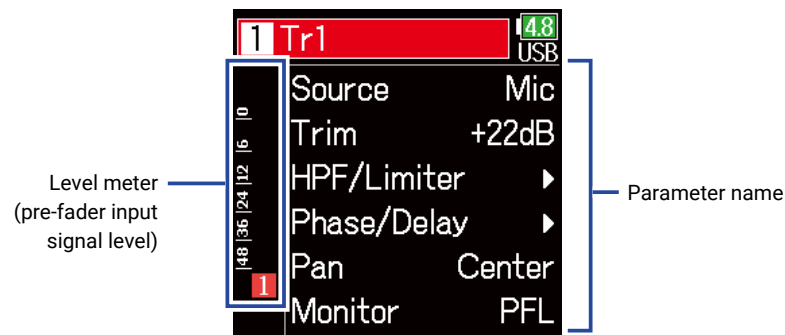 1 Tr1 4.8
USB
Source Mic
Trim +22dB
HPF/Limiter
Phase/Delay
Pan Center
Monitor PFL
|48 |36 |24 |12 |6 |0
1
Level meter
(pre-fader input
signal level)
Parameter name